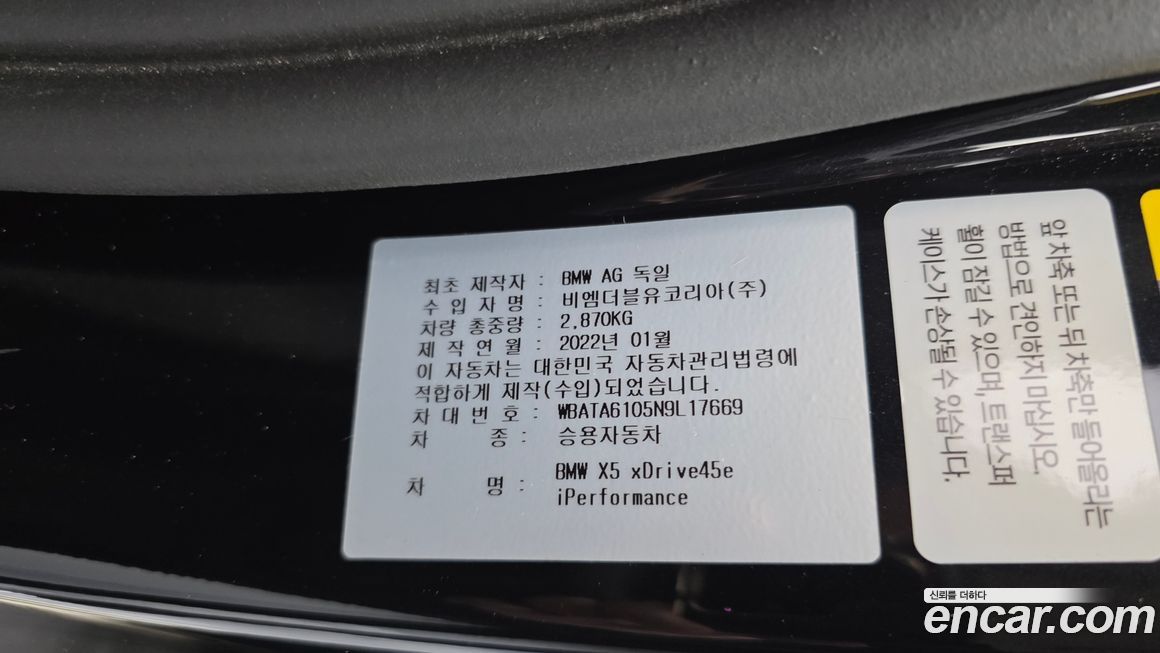 최초 제작자 : BMW AG 독일
수 입 자 명 : 비엠더블유코리아(주)
차량 총중량 : 2,870KG
제 작 연 월 : 2022년 01월
이 자동차는 대한민국 자동차관리법령에
적합하게 제작(수입)되었습니다.
차 대 번 호 : WBATA6105N9L17669
차 종 : 승용자동차
차 명 : BMW X5 xDrive45e
iPerformance
앞 차축 또는 뒤 차축만 들어올리는
방법으로 견인하지 마십시오.
휠이 잠길 수 있으며, 트랜스퍼
케이스가 손상될 수 있습니다.
신뢰를 더하다
encar.com